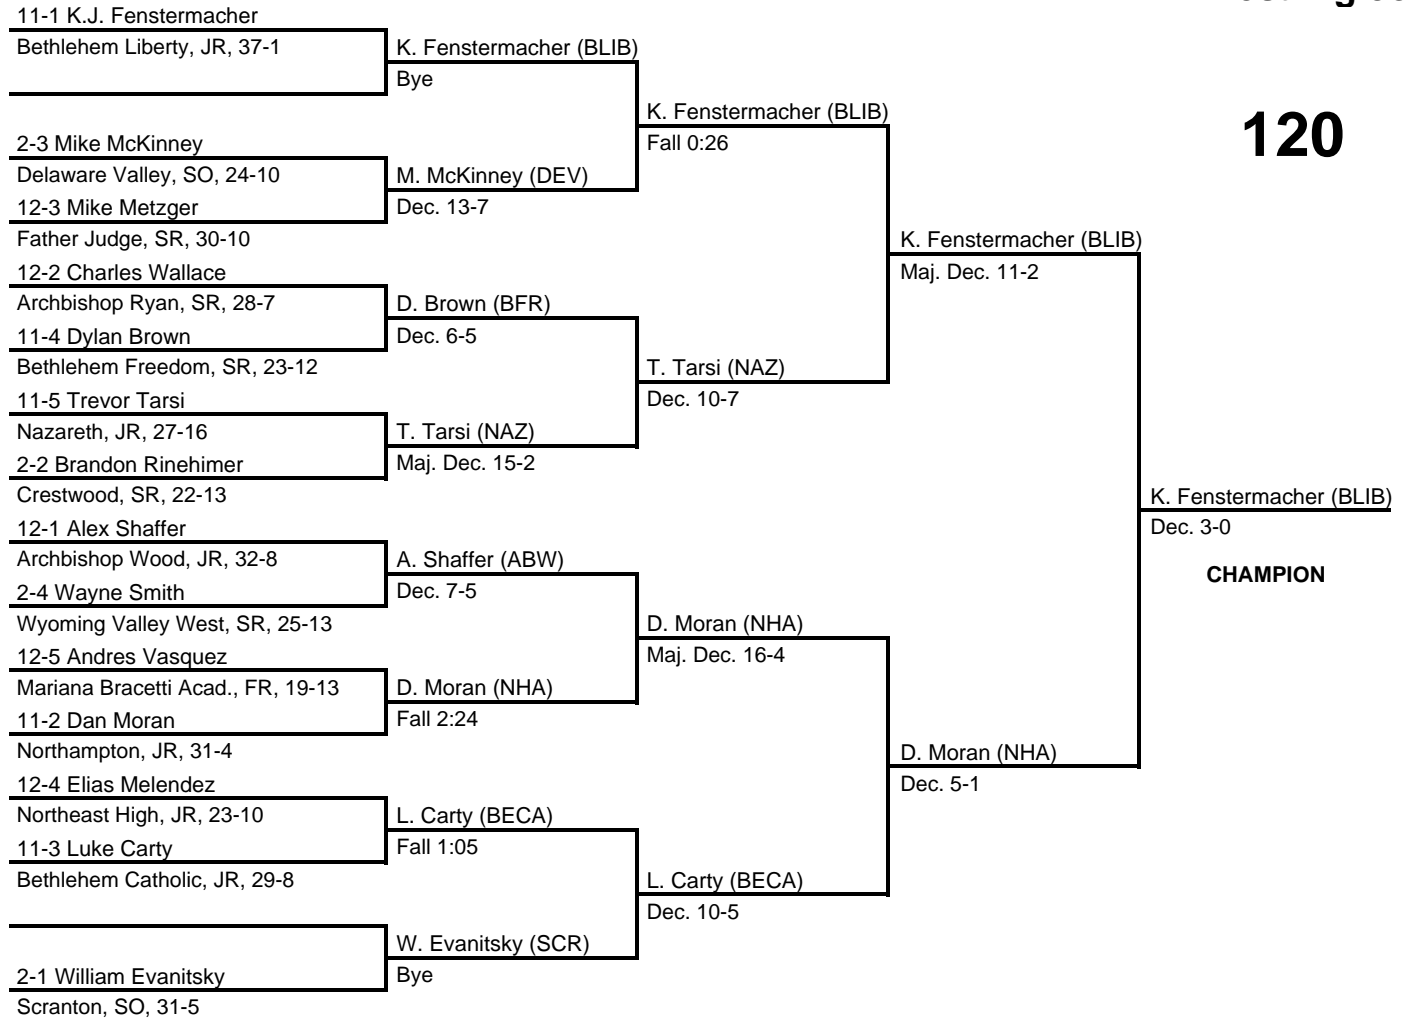 11-1 K.J. Fenstermacher
Bethlehem Liberty, JR, 37-1
K. Fenstermacher (BLIB)
Bye
K. Fenstermacher (BLIB)
Fall 0:26
120
2-3 Mike McKinney
Delaware Valley, SO, 24-10
M. McKinney (DEV)
Dec. 13-7
12-3 Mike Metzger
Father Judge, SR, 30-10
K. Fenstermacher (BLIB)
Maj. Dec. 11-2
12-2 Charles Wallace
Archbishop Ryan, SR, 28-7
D. Brown (BFR)
Dec. 6-5
11-4 Dylan Brown
Bethlehem Freedom, SR, 23-12
T. Tarsi (NAZ)
Dec. 10-7
11-5 Trevor Tarsi
Nazareth, JR, 27-16
T. Tarsi (NAZ)
Maj. Dec. 15-2
2-2 Brandon Rinehimer
Crestwood, SR, 22-13
K. Fenstermacher (BLIB)
Dec. 3-0
CHAMPION
12-1 Alex Shaffer
Archbishop Wood, JR, 32-8
A. Shaffer (ABW)
Dec. 7-5
2-4 Wayne Smith
Wyoming Valley West, SR, 25-13
D. Moran (NHA)
Maj. Dec. 16-4
12-5 Andres Vasquez
Mariana Bracetti Acad., FR, 19-13
D. Moran (NHA)
Fall 2:24
11-2 Dan Moran
Northampton, JR, 31-4
D. Moran (NHA)
Dec. 5-1
12-4 Elias Melendez
Northeast High, JR, 23-10
L. Carty (BECA)
Fall 1:05
11-3 Luke Carty
Bethlehem Catholic, JR, 29-8
L. Carty (BECA)
Dec. 10-5
W. Evanitsky (SCR)
Bye
2-1 William Evanitsky
Scranton, SO, 31-5